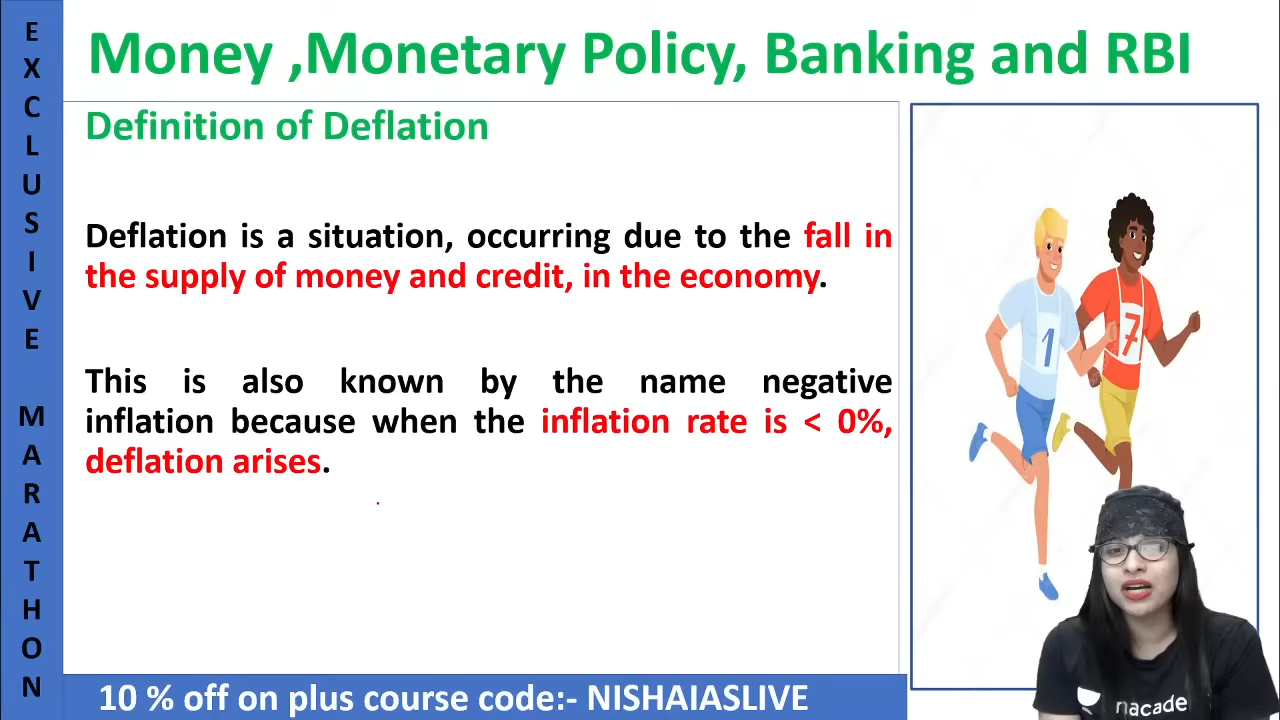 EXCLUSIVE MARATHON
Money ,Monetary Policy, Banking and RBI
Definition of Deflation
Deflation is a situation, occurring due to the fall in
the supply of money and credit, in the economy.
This is also known by the name negative
inflation because when the inflation rate is < 0%,
deflation arises.
10 % off on plus course code:- NISHAIASLIVE
1
7
nacade